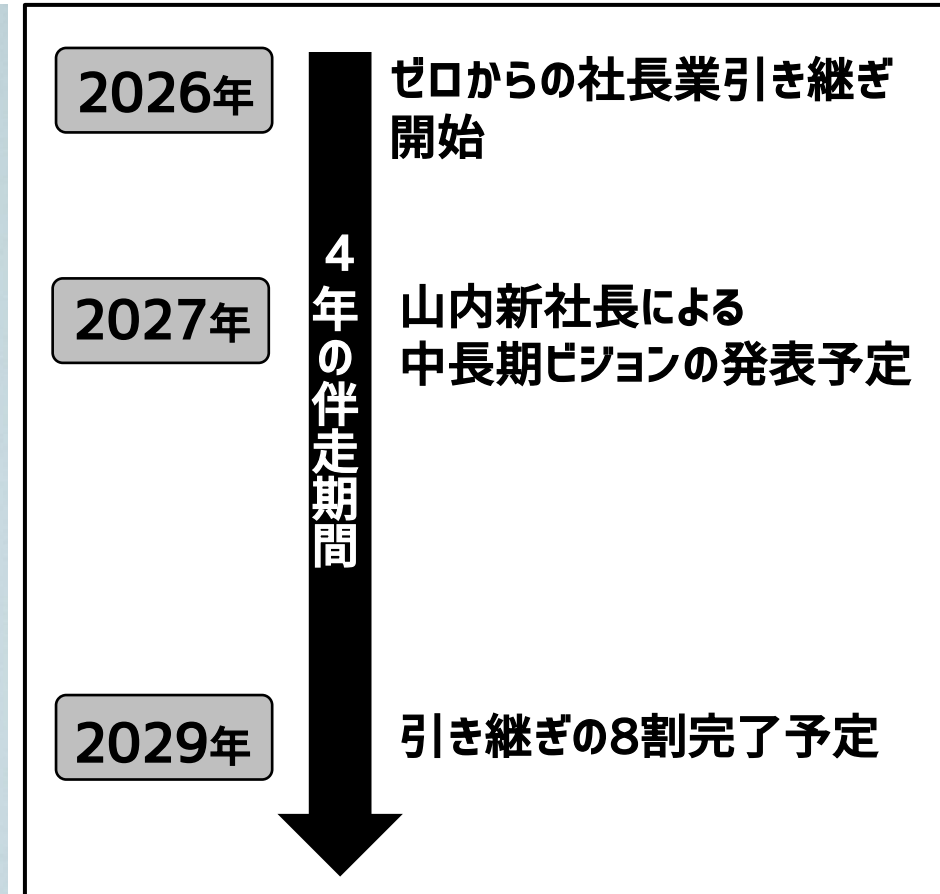 2026年
ゼロからの社長業引き継ぎ
開始
4年の伴走期間
2027年
山内新社長による
中長期ビジョンの発表予定
2029年
引き継ぎの8割完了予定